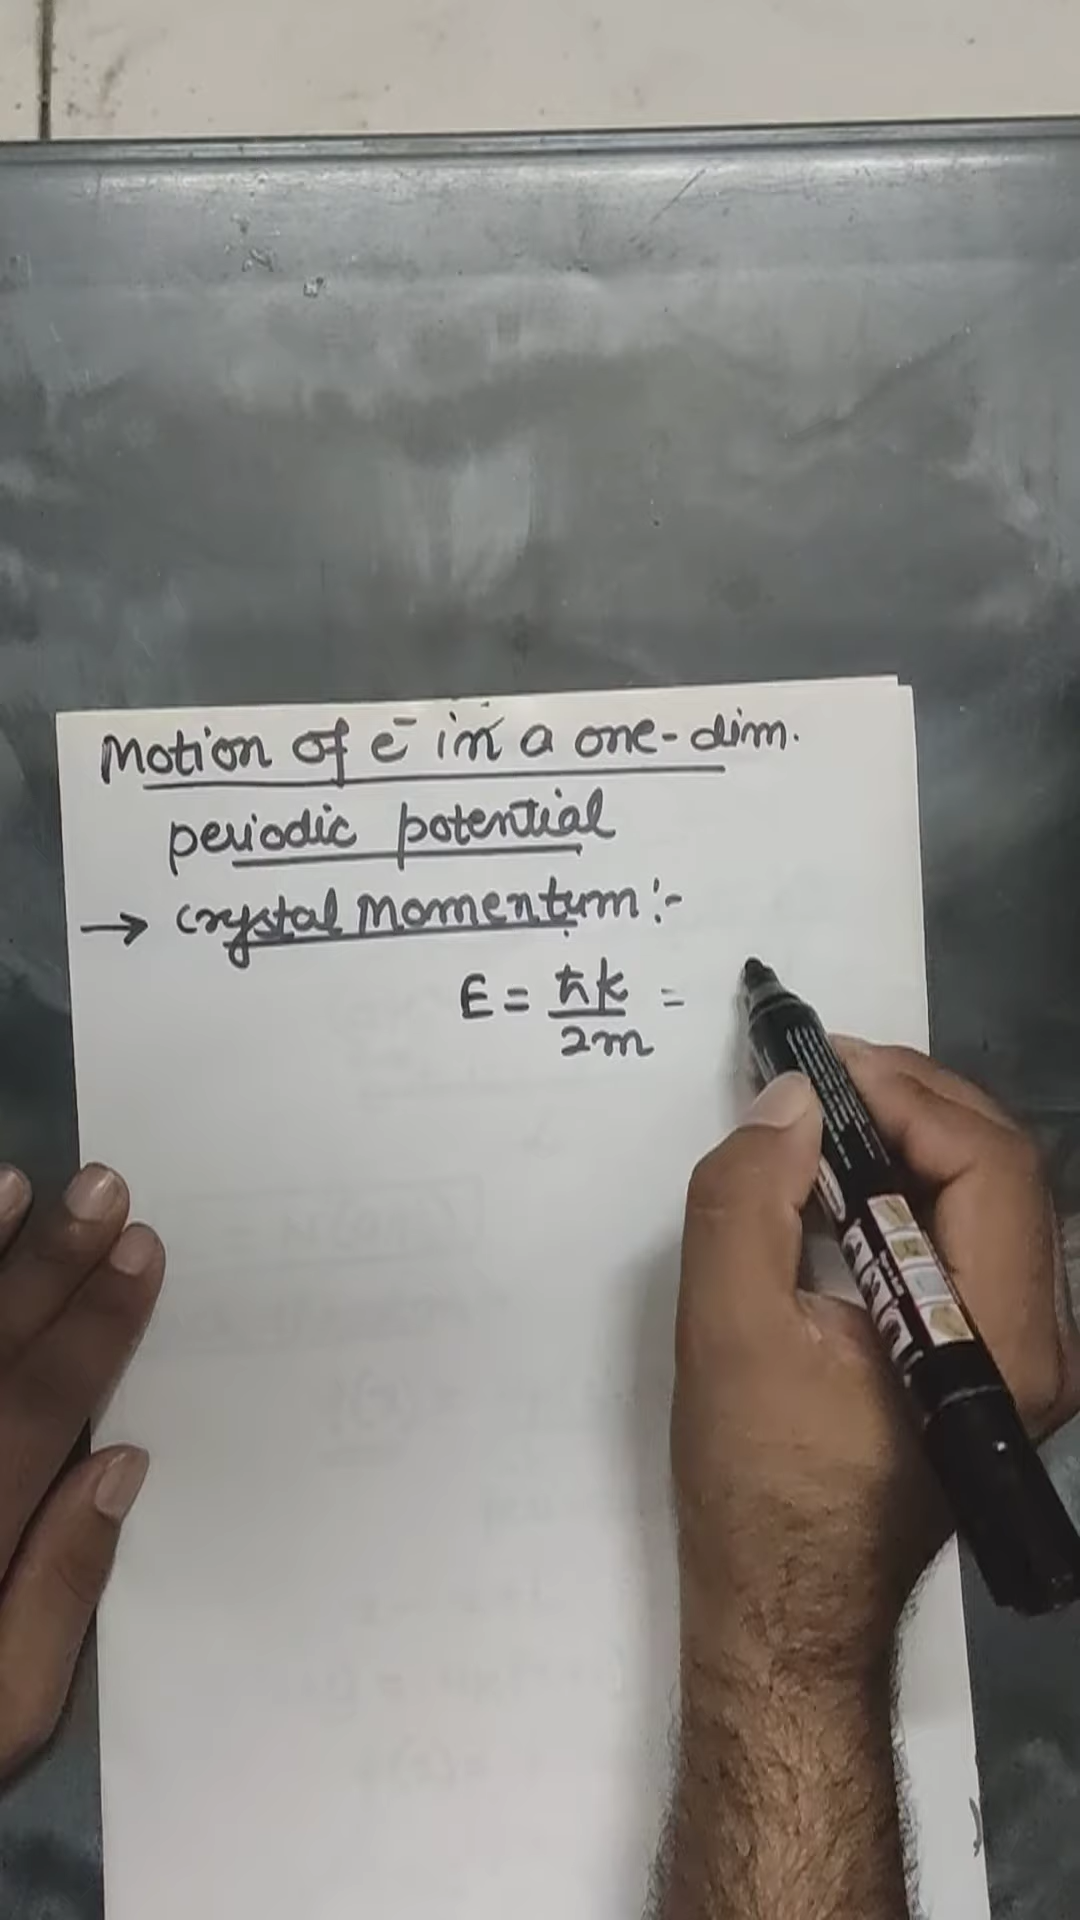 Motion of e⁻ in a one-dim.
periodic potential
→ crystal Momentum :-
E = ℏk/2m =